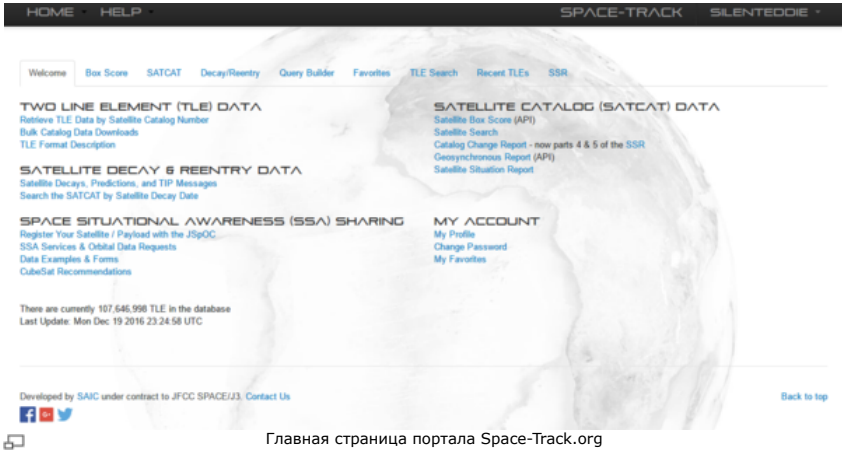 HOME HELP SPACE-TRACK SILENTEDDIE
Welcome Box Score SATCAT Decay/Reentry Query Builder Favorites TLE Search Recent TLEs SSR
TWO LINE ELEMENT (TLE) DATA
Retrieve TLE Data by Satellite Catalog Number
Bulk Catalog Data Downloads
TLE Format Description
SATELLITE DECAY & REENTRY DATA
Satellite Decays, Predictions, and TIP Messages
Search the SATCAT by Satellite Decay Date
SPACE SITUATIONAL AWARENESS (SSA) SHARING
Register Your Satellite / Payload with the JSpOC
SSA Services & Orbital Data Requests
Data Examples & Forms
CubeSat Recommendations
SATELLITE CATALOG (SATCAT) DATA
Satellite Box Score (API)
Satellite Search
Catalog Change Report - now parts 4 & 5 of the SSR
Geosynchronous Report (API)
Satellite Situation Report
MY ACCOUNT
My Profile
Change Password
My Favorites
There are currently 107,646,998 TLE in the database
Last Update: Mon Dec 19 2016 23:24:58 UTC
Developed by SAIC under contract to JFCC SPACE/J3. Contact Us
Back to top
Главная страница портала Space-Track.org